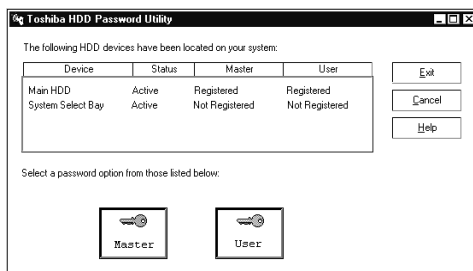 Toshiba HDD Password Utility
The following HDD devices have been located on your system:
Device Status Master User
Main HDD Active Registered Registered
System Select Bay Active Not Registered Not Registered
Exit
Cancel
Help
Select a password option from those listed below:
Master User